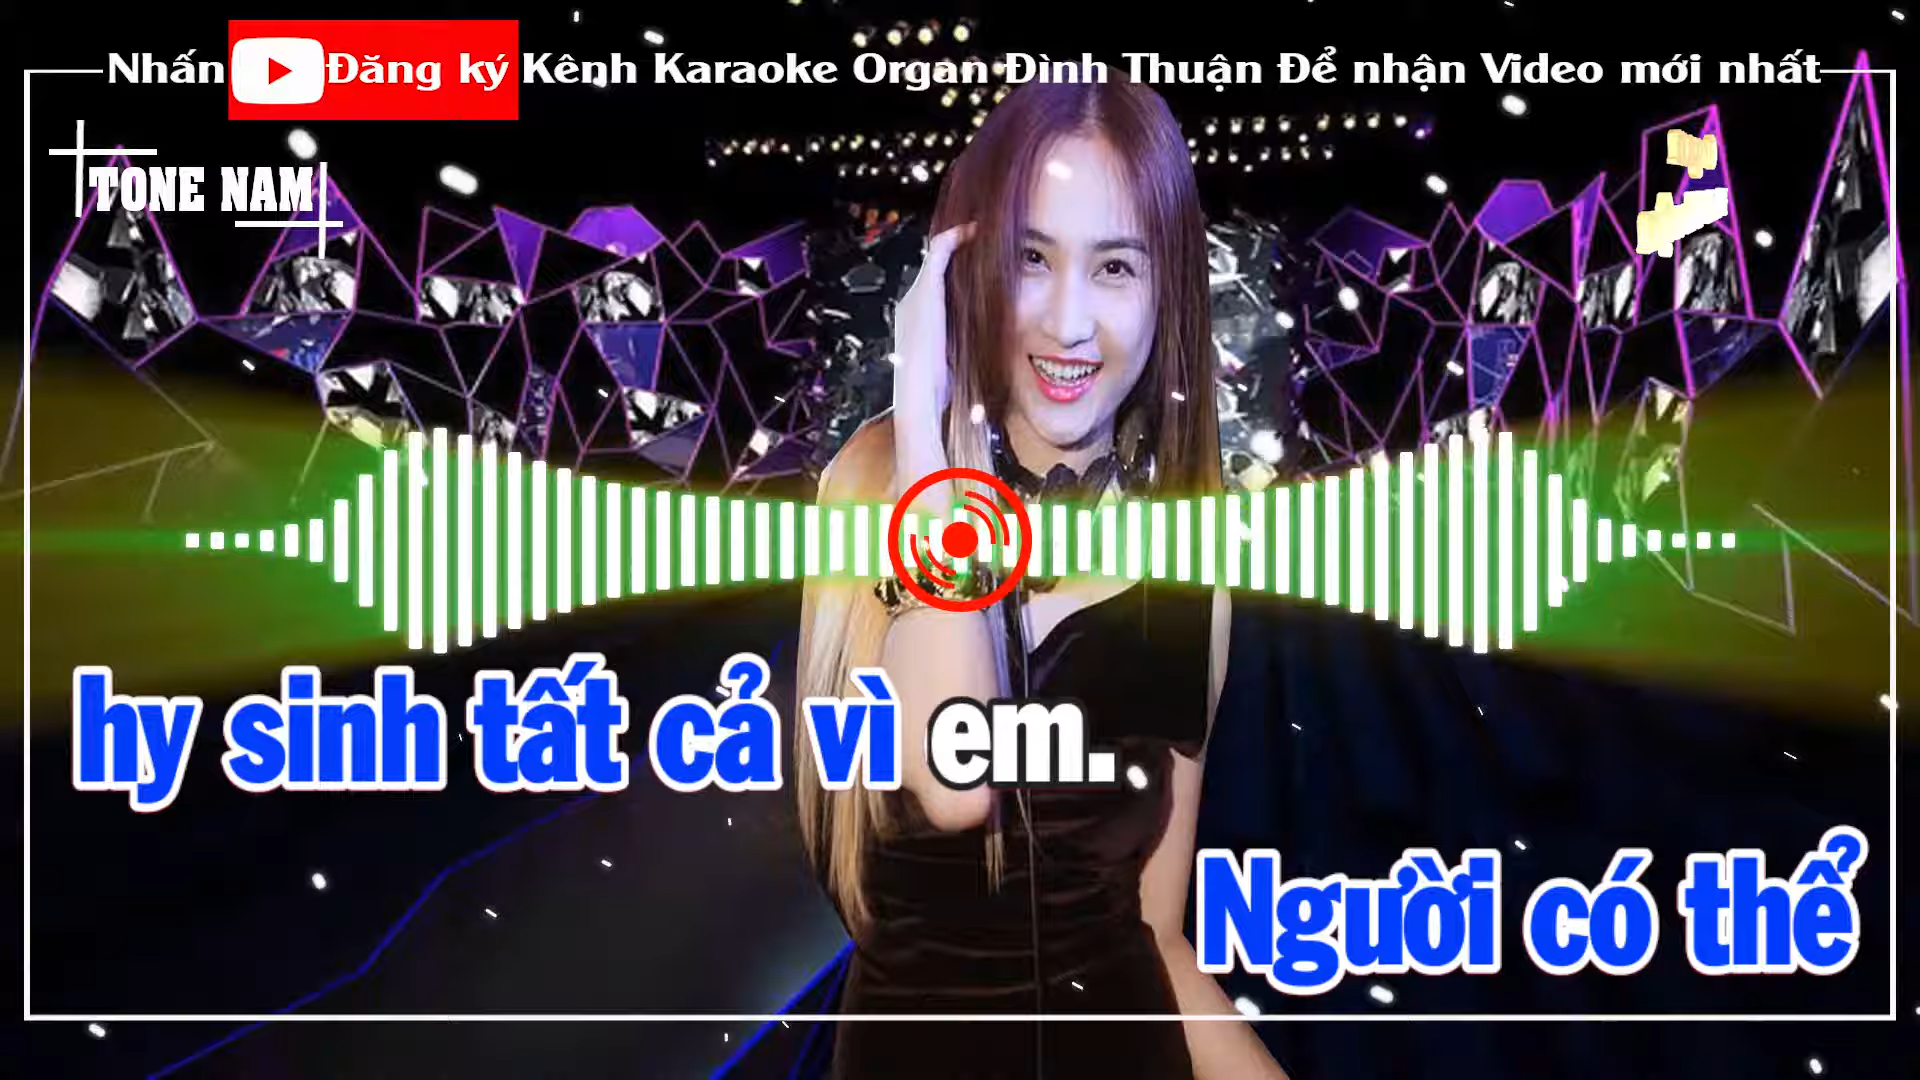 Nhấn Đăng ký Kênh Karaoke Organ Đình Thuận Để nhận Video mới nhất
TONE NAM
hy sinh tất cả vì em.
Người có thể